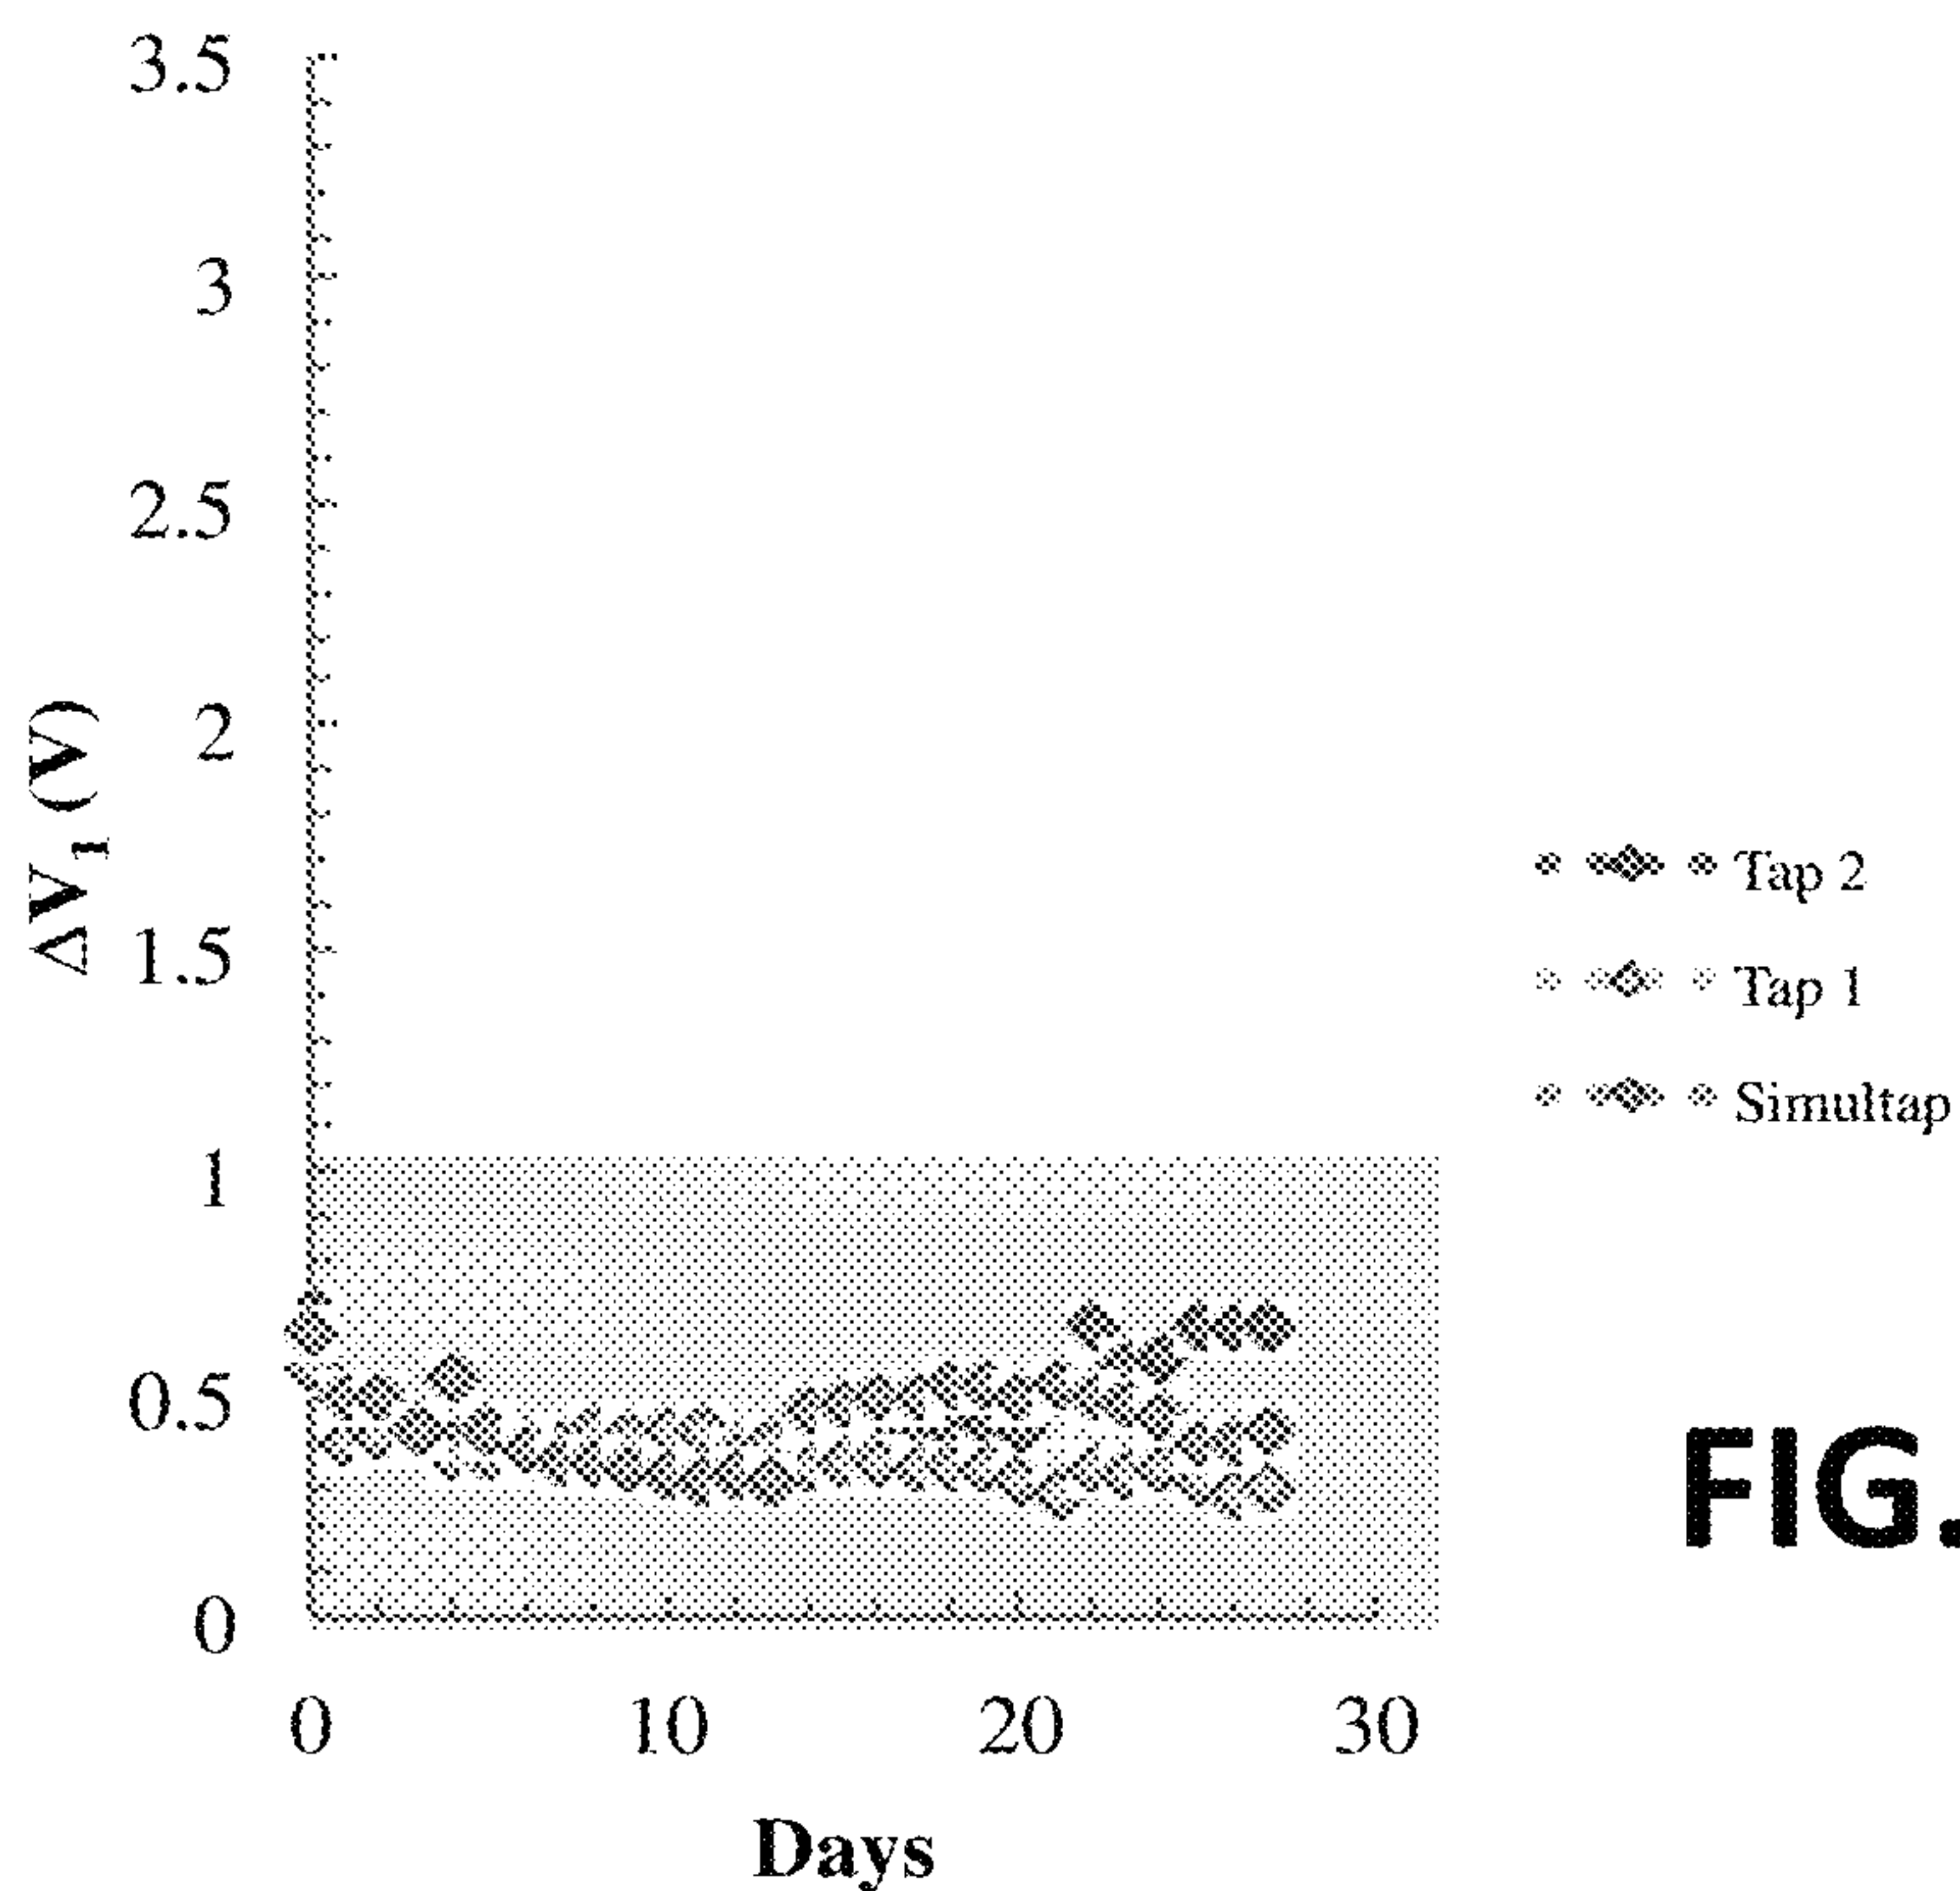 3.5
3
2.5
2
1.5
1
0.5
0
ΔV₁ (V)
0
10
20
30
Days
Tap 2
Tap 1
Simultap
FIG.